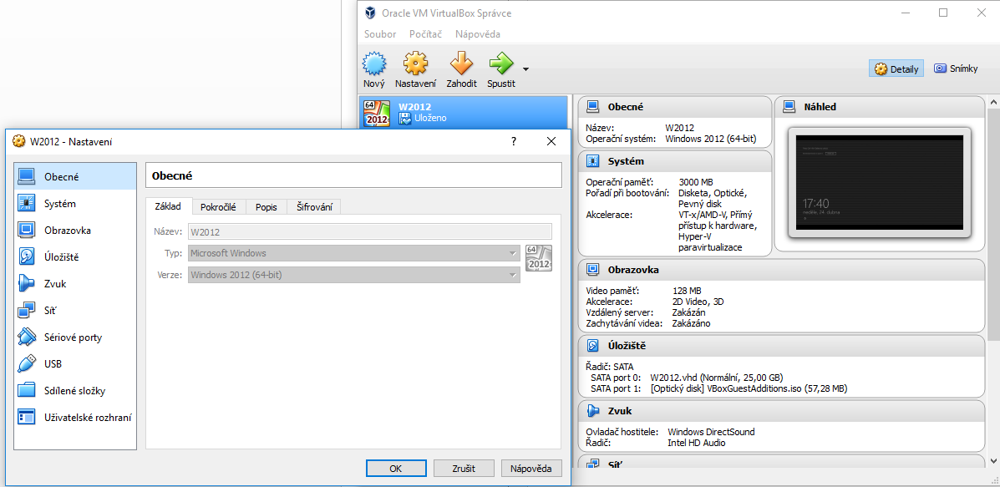 Oracle VM VirtualBox Správce
Soubor Počítač Nápověda
Nový Nastavení Zahodit Spustit Detaily Snímky
64
2012
W2012
Uloženo
Obecné
Název: W2012
Operační systém: Windows 2012 (64-bit)
Systém
Operační paměť: 3000 MB
Pořadí při bootování: Disketa, Optické,
Pevný disk
Akcelerace: VT-x/AMD-V, Přímý
přístup k hardware,
Hyper-V
paravirtualizace
Náhled
17:40
neděle, 24. dubna
Obrazovka
Video paměť: 128 MB
Akcelerace: 2D Video, 3D
Vzdálený server: Zakázán
Zachytávání videa: Zakázáno
Úložiště
Řadič: SATA
SATA port 0: W2012.vhd (Normální, 25,00 GB)
SATA port 1: [Optický disk] VBoxGuestAdditions.iso (57,28 MB)
Zvuk
Ovladač hostitele: Windows DirectSound
Řadič: Intel HD Audio
Síť
W2012 - Nastavení ?
Obecné
Systém
Obrazovka
Úložiště
Zvuk
Síť
Sériové porty
USB
Sdílené složky
Uživatelské rozhraní
Obecné
Základ Pokročilé Popis Šifrování
Název: W2012
Typ: Microsoft Windows
Verze: Windows 2012 (64-bit)
64
2012
OK Zrušit Nápověda